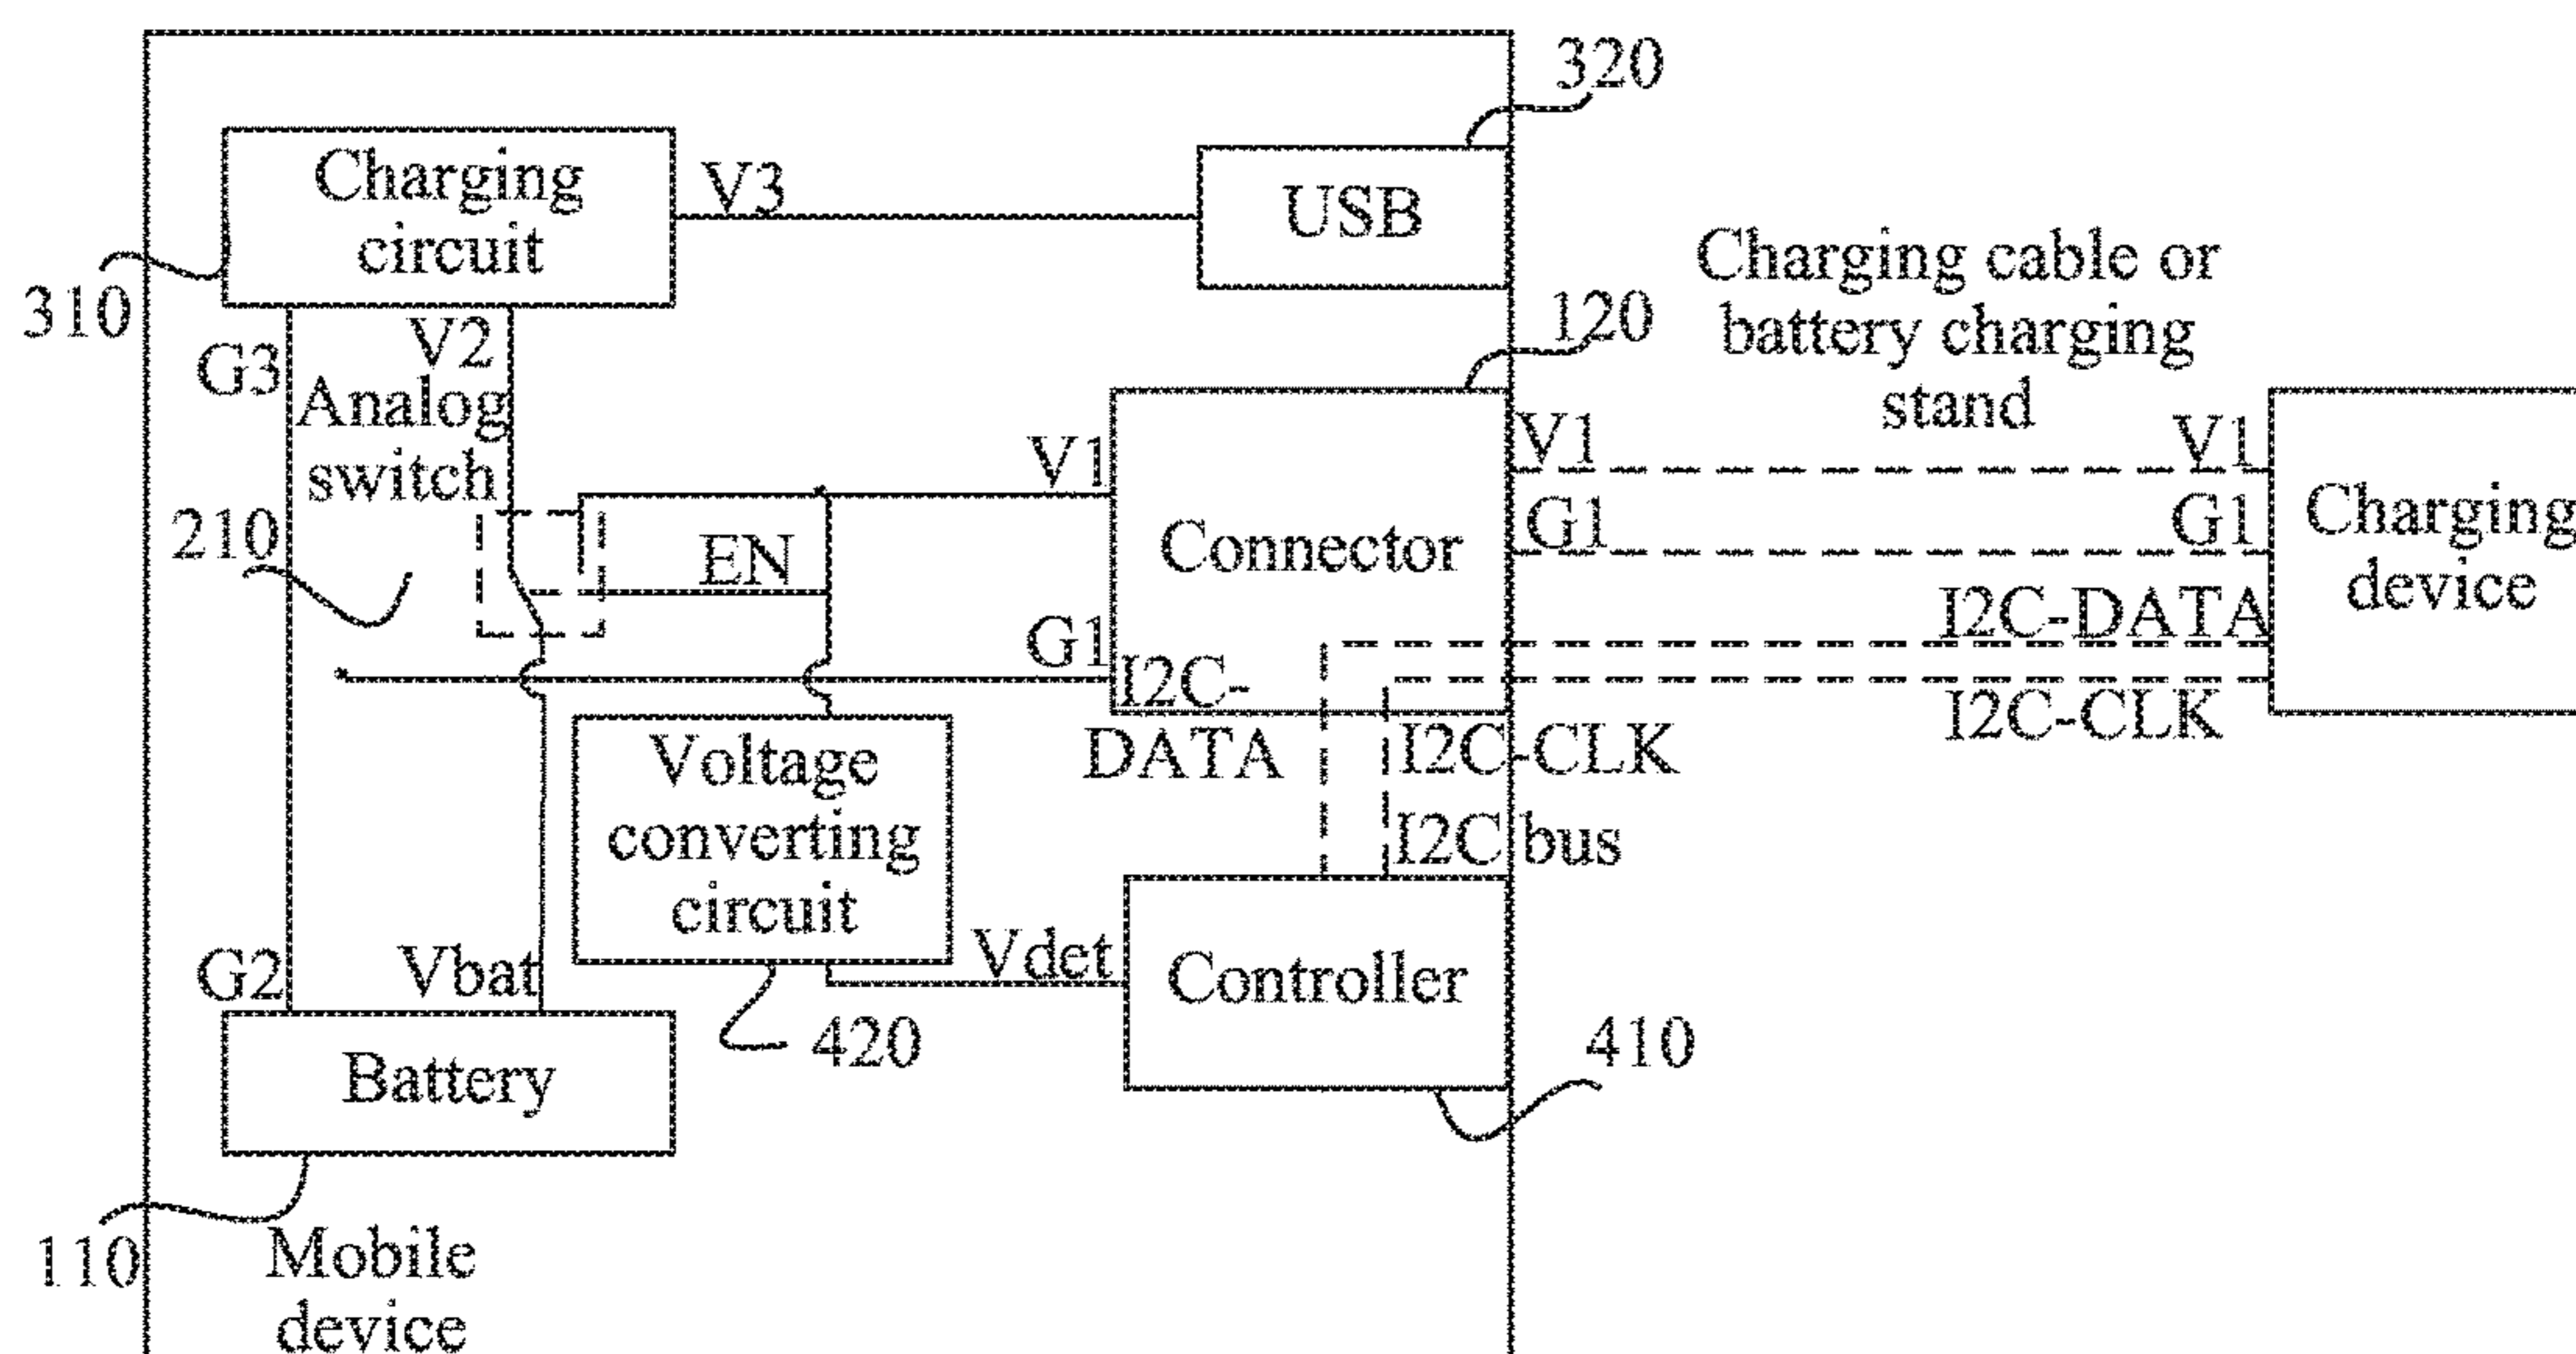 320
Charging
circuit
V3
USB
310
G3
V2
Analog
switch
210
120
Charging cable or
battery charging
stand
V1
EN
G1
Connector
V1
G1
V1
G1
Charging
device
I2C-DATA
I2C-CLK
I2C-
DATA
I2C-CLK
I2C bus
Voltage
converting
circuit
Vdet
Controller
G2
Vbat
420
410
Battery
110
Mobile
device